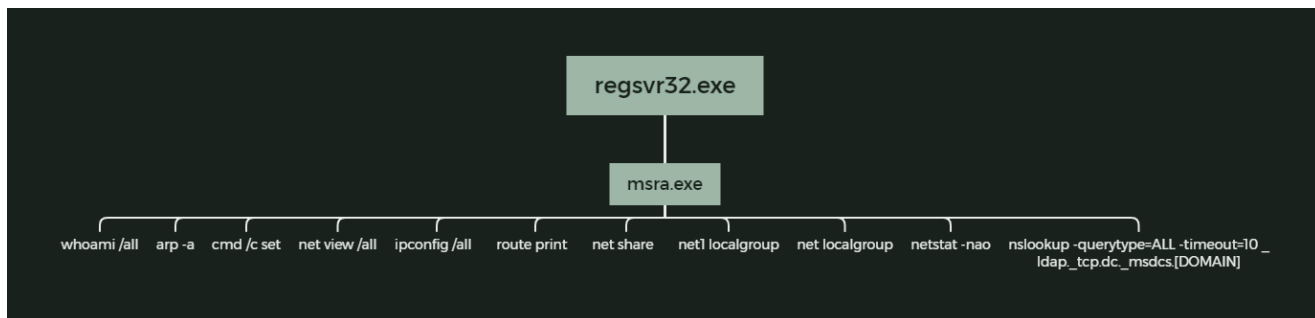 regsvr32.exe
msra.exe
whoami /all
arp -a
cmd /c set
net view /all
ipconfig /all
route print
net share
net1 localgroup
net localgroup
netstat -nao
nslookup -querytype=ALL -timeout=10 _
ldap._tcp.dc._msdcs.[DOMAIN]